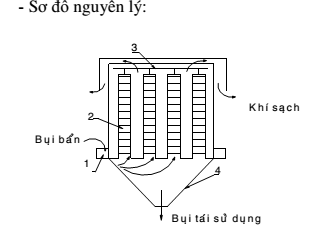 - Sơ đồ nguyên lý:
3
2
Khí sạch
Bụi bẩn
1
4
Bụi tái sử dụng